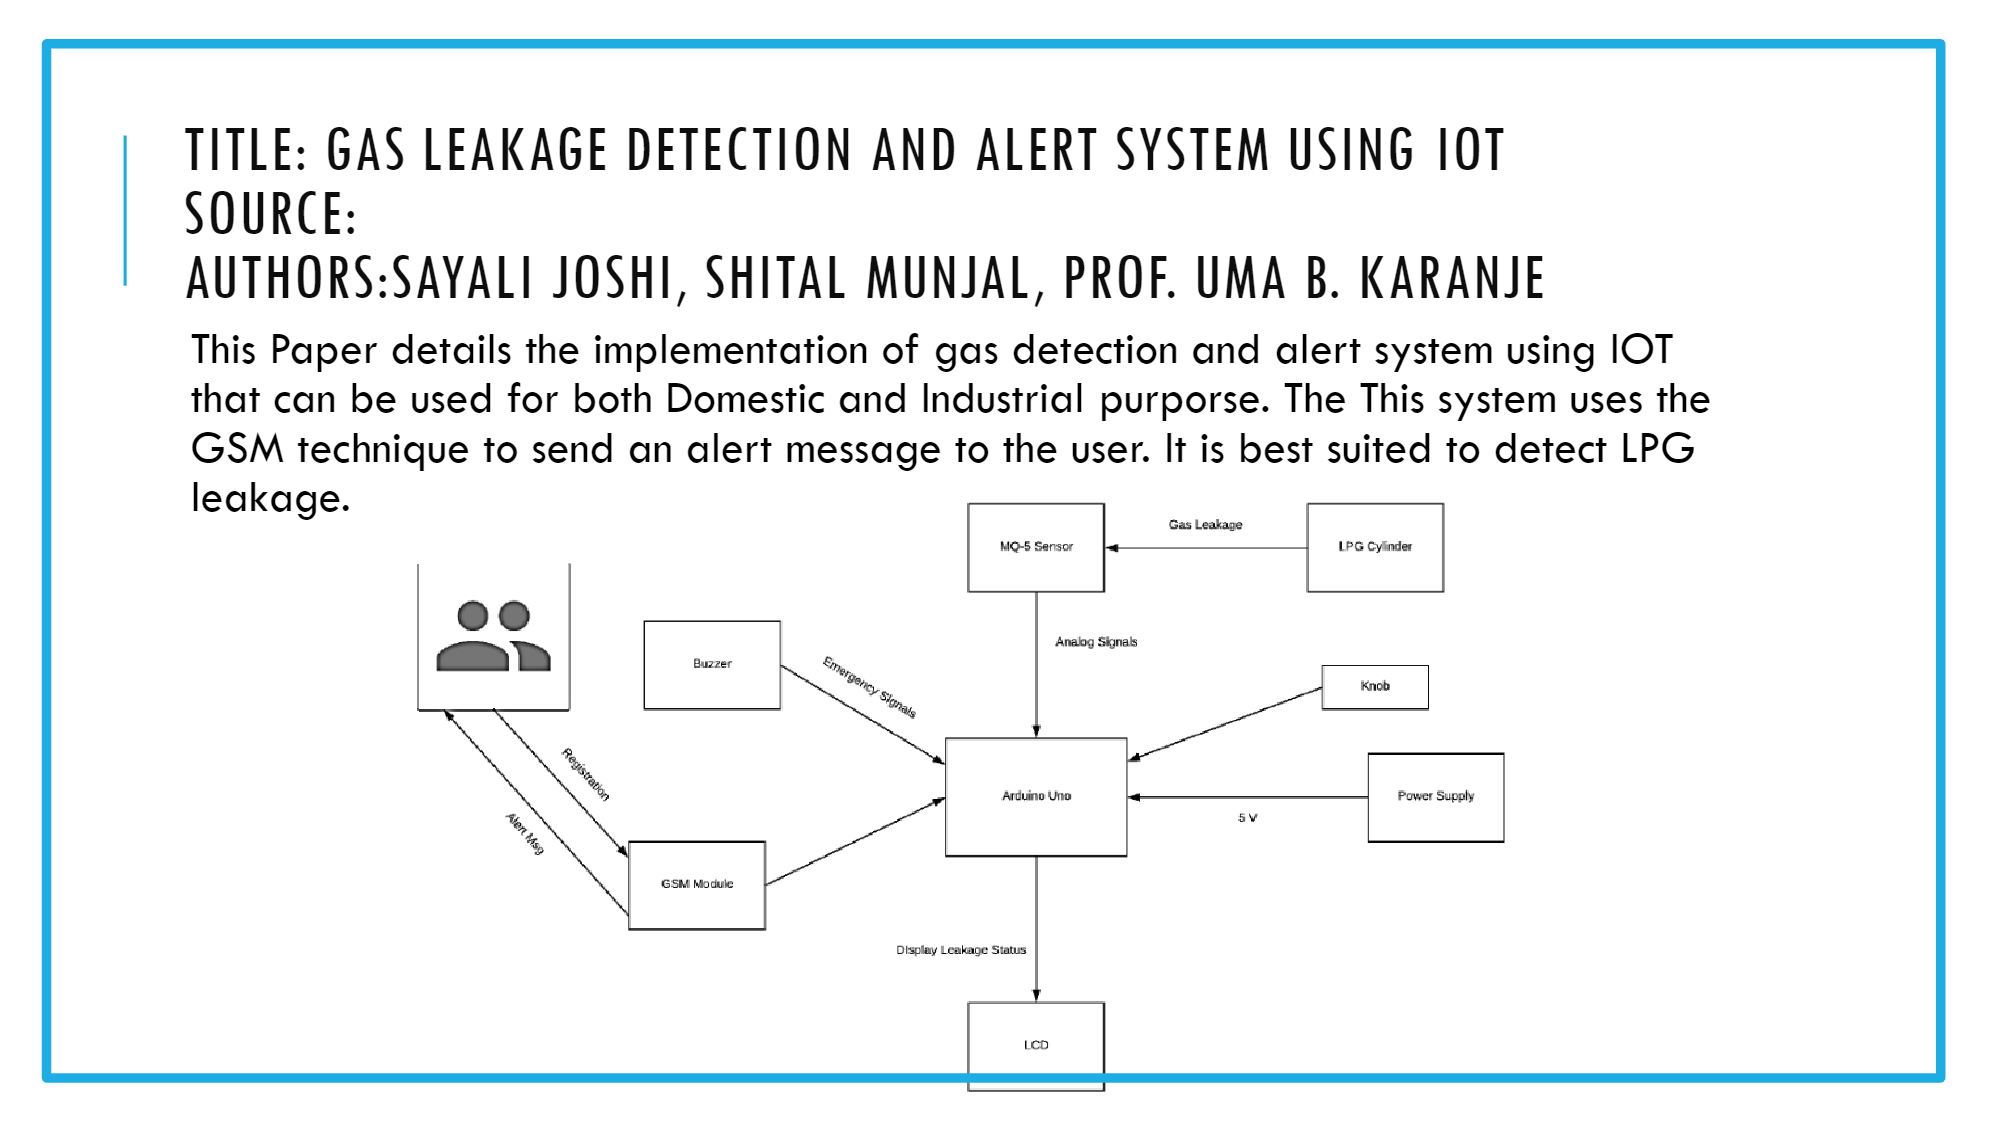 TITLE: GAS LEAKAGE DETECTION AND ALERT SYSTEM USING IOT
SOURCE:
AUTHORS:SAYALI JOSHI, SHITAL MUNJAL, PROF. UMA B. KARANJE
This Paper details the implementation of gas detection and alert system using IOT
that can be used for both Domestic and Industrial purporse. The This system uses the
GSM technique to send an alert message to the user. It is best suited to detect LPG
leakage.
Gas Leakage
MQ-5 Sensor
LPG Cylinder
Analog Signals
Buzzer
Emergency Signals
Knob
Registration
Arduino Uno
Power Supply
5 V
Alert Msg
GSM Module
Display Leakage Status
LCD